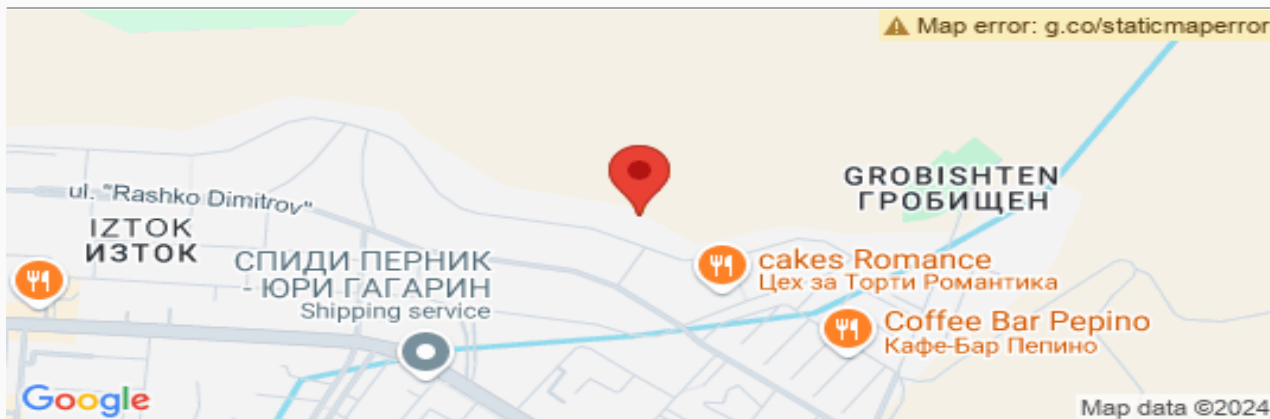 Map error: g.co/staticmaperror
ul. "Rashko Dimitrov"
IZTOK
ИЗТОК
GROBISHTEN
ГРОБИЩЕН
СПИДИ ПЕРНИК
- ЮРИ ГАГАРИН
Shipping service
cakes Romance
Цех за Торти Романтика
Coffee Bar Pepino
Кафе-Бар Пепино
Google
Map data ©2024